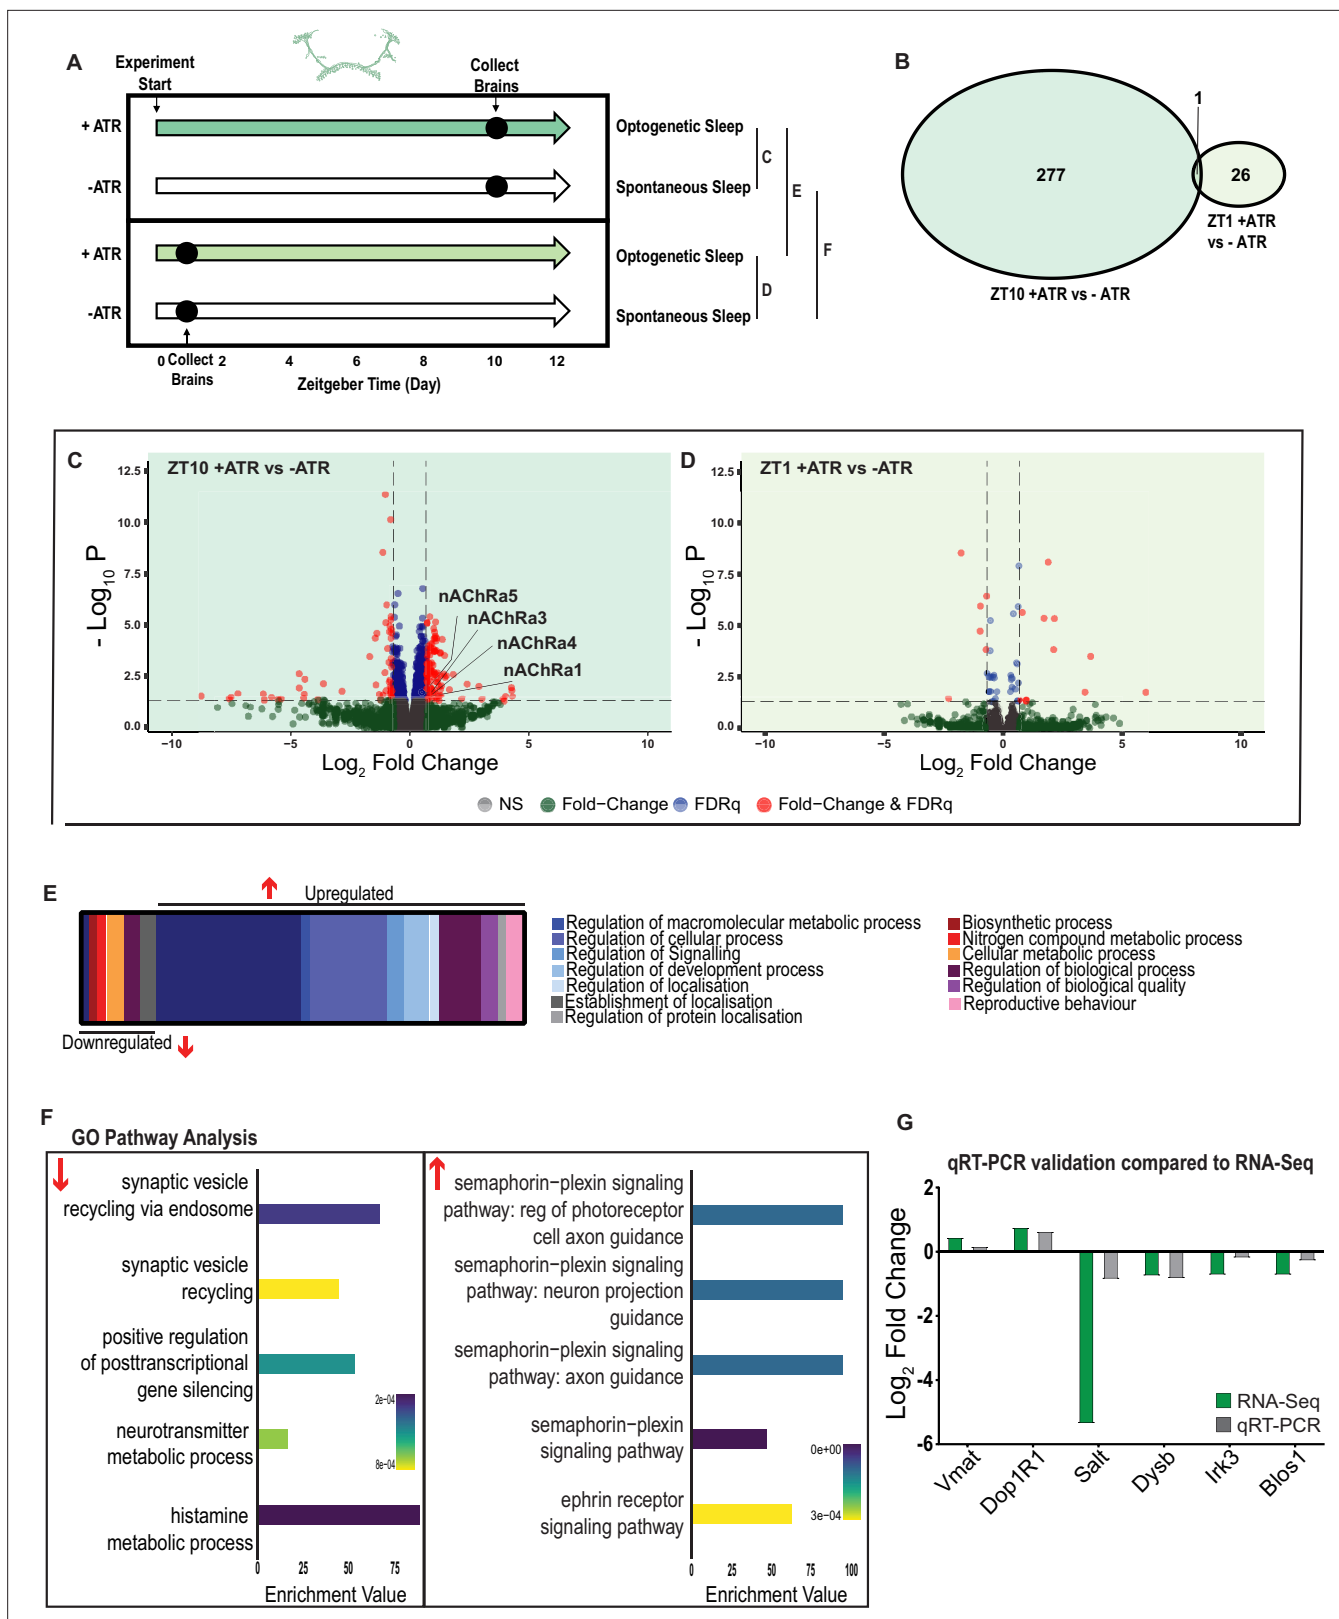 A
Experiment
Start
Collect
Brains
+ ATR
Optogenetic Sleep
-ATR
Spontaneous Sleep
+ ATR
Optogenetic Sleep
-ATR
Spontaneous Sleep
C
E
F
D
0 2 4 6 8 10 12
Collect
Brains
Zeitgeber Time (Day)
B
1
277
26
ZT1 +ATR
vs - ATR
ZT10 +ATR vs - ATR
C
ZT10 +ATR vs -ATR
12.5
10.0
7.5
5.0
2.5
0.0
- Log10 P
nAChRa5
nAChRa3
nAChRa4
nAChRa1
−10 −5 0 5 10
Log2 Fold Change
D
ZT1 +ATR vs -ATR
12.5
10.0
7.5
5.0
2.5
0.0
−10 −5 0 5 10
Log2 Fold Change
NS Fold−Change FDRq Fold−Change & FDRq
E
Upregulated
Downregulated
Regulation of macromolecular metabolic process
Regulation of cellular process
Regulation of Signalling
Regulation of development process
Regulation of localisation
Establishment of localisation
Regulation of protein localisation
Biosynthetic process
Nitrogen compound metabolic process
Cellular metabolic process
Regulation of biological process
Regulation of biological quality
Reproductive behaviour
F
GO Pathway Analysis
synaptic vesicle
recycling via endosome
synaptic vesicle
recycling
positive regulation
of posttranscriptional
gene silencing
neurotransmitter
metabolic process
histamine
metabolic process
2e-04
8e-04
0 25 50 75
Enrichment Value
semaphorin−plexin signaling
pathway: reg of photoreceptor
cell axon guidance
semaphorin−plexin signaling
pathway: neuron projection
guidance
semaphorin−plexin signaling
pathway: axon guidance
semaphorin−plexin
signaling pathway
ephrin receptor
signaling pathway
0e+00
3e−04
0 25 50 75 100
Enrichment Value
G
qRT-PCR validation compared to RNA-Seq
2
0
-2
-4
-6
Log2 Fold Change
RNA-Seq
qRT-PCR
Vmat
Dop1R1
Salt
Dysb
Irk3
Blos1